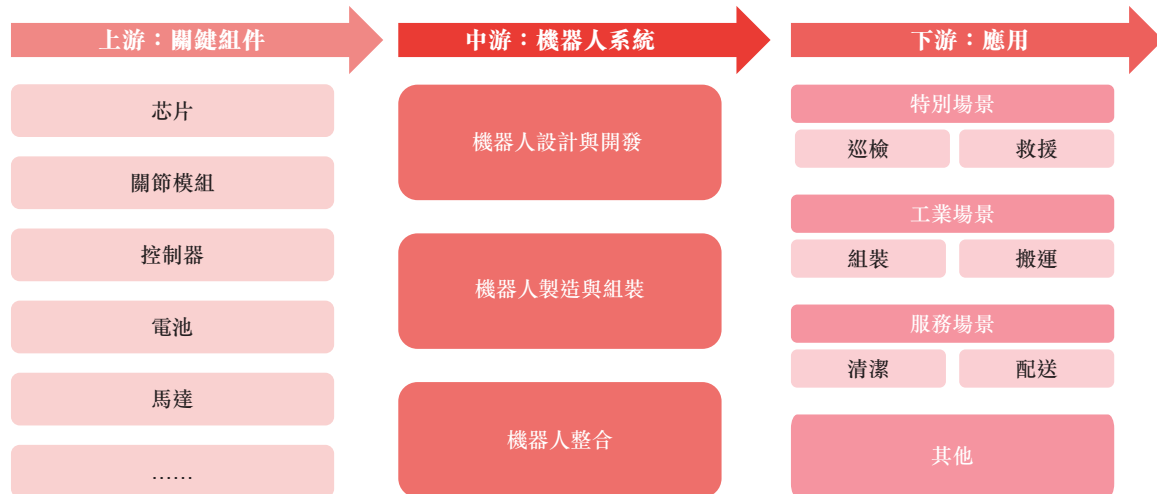 上游：關鍵組件
芯片
關節模組
控制器
電池
馬達
……
中游：機器人系統
機器人設計與開發
機器人製造與組裝
機器人整合
下游：應用
特別場景
巡檢
救援
工業場景
組裝
搬運
服務場景
清潔
配送
其他